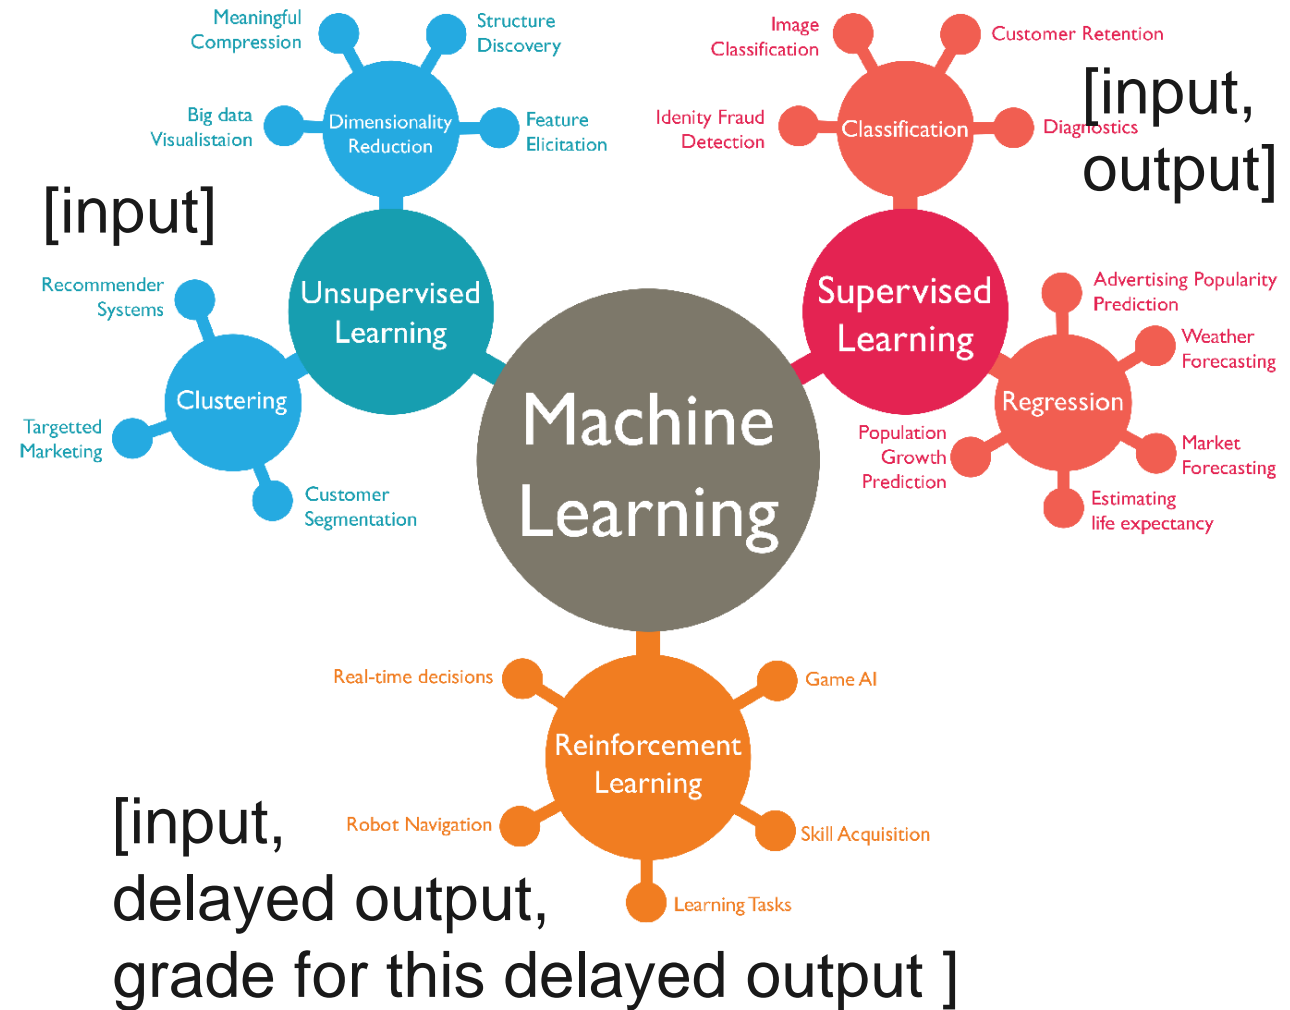 Meaningful
Compression
Structure
Discovery
Big data
Visualistaion
Dimensionality
Reduction
Feature
Elicitation
[input]
Unsupervised
Learning
Recommender
Systems
Clustering
Targetted
Marketing
Customer
Segmentation
Image
Classification
Customer Retention
Idenity Fraud
Detection
Classification
Diagnostics
[input,
output]
Supervised
Learning
Advertising Popularity
Prediction
Weather
Forecasting
Regression
Population
Growth
Prediction
Market
Forecasting
Estimating
life expectancy
Machine
Learning
Real-time decisions
Game AI
Reinforcement
Learning
Robot Navigation
Skill Acquisition
Learning Tasks
[input,
delayed output,
grade for this delayed output ]